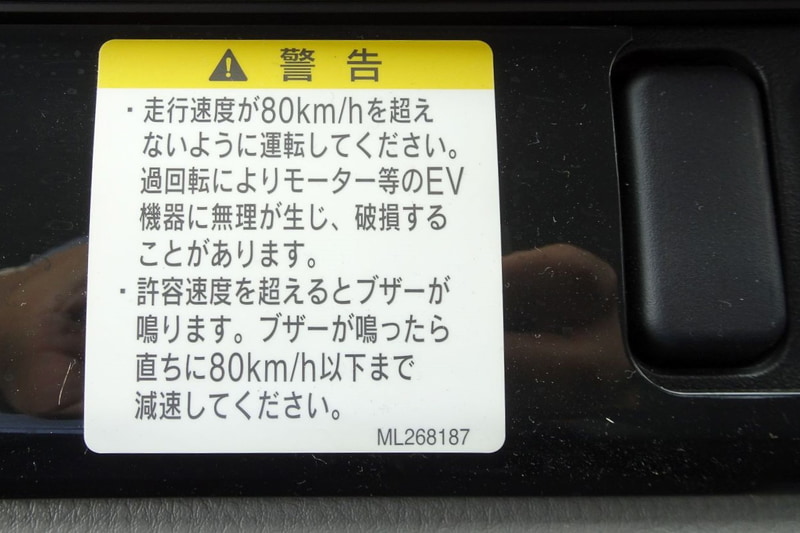 ⚠ 警告
・走行速度が80km/hを超え
ないように運転してください。
過回転によりモーター等のEV
機器に無理が生じ、破損する
ことがあります。
・許容速度を超えるとブザーが
鳴ります。ブザーが鳴ったら
直ちに80km/h以下まで
減速してください。
ML268187